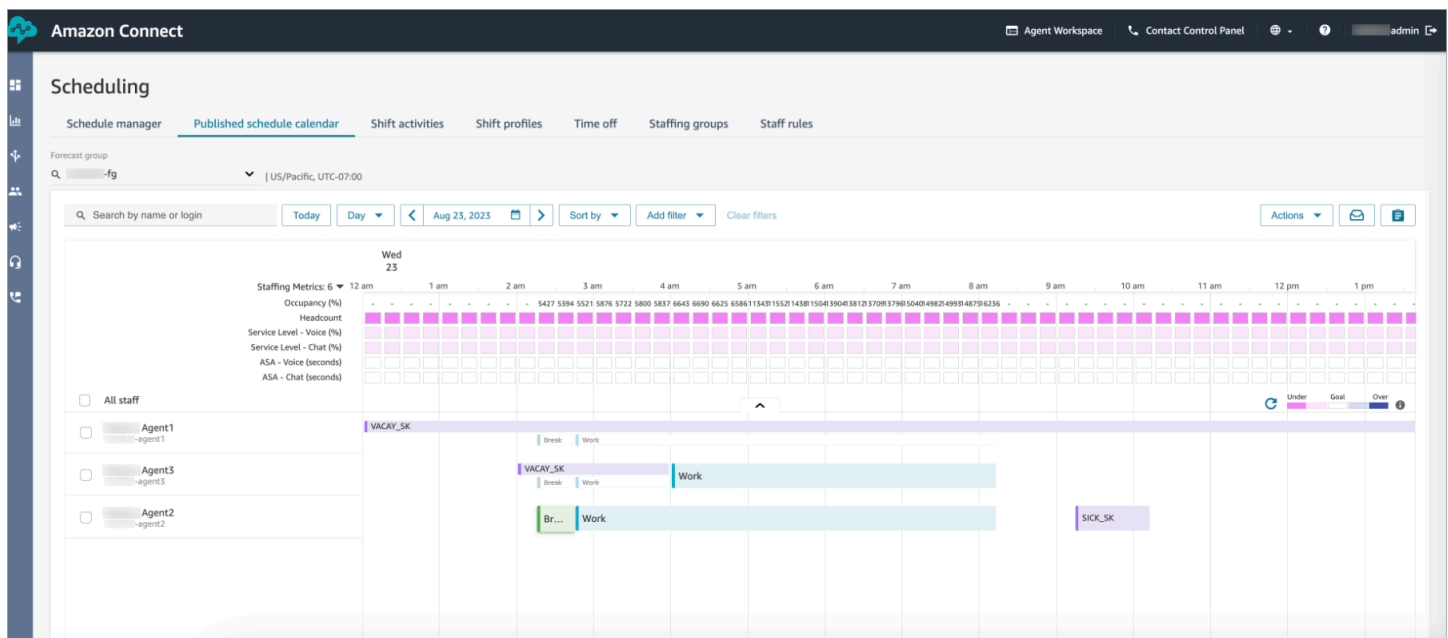 Amazon Connect
Agent Workspace
Contact Control Panel
admin
Scheduling
Schedule manager
Published schedule calendar
Shift activities
Shift profiles
Time off
Staffing groups
Staff rules
Forecast group
-fg
| US/Pacific, UTC-07:00
Search by name or login
Today
Day
Aug 23, 2023
Sort by
Add filter
Clear filters
Actions
Wed
23
Staffing Metrics: 6
12 am 1 am 2 am 3 am 4 am 5 am 6 am 7 am 8 am 9 am 10 am 11 am 12 pm 1 pm
Occupancy (%)
5427 5394 5521 5876 5722 5800 5837 6643 6690 6625 6586
Headcount
Service Level - Voice (%)
Service Level - Chat (%)
ASA - Voice (seconds)
ASA - Chat (seconds)
All staff
Under Goal Over
Agent1
-agent1
VACAY_SK
Break
Work
Agent3
-agent3
VACAY_SK
Break
Work
Work
Agent2
-agent2
Br...
Work
SICK_SK